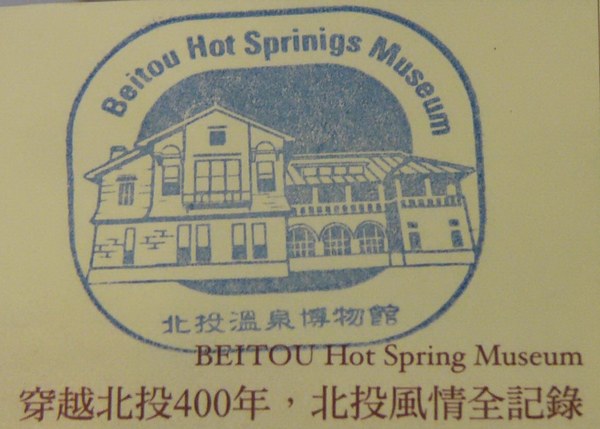 Beitou Hot Sprinigs Museum
北投溫泉博物館
BEITOU Hot Spring Museum
穿越北投400年，北投風情全記錄